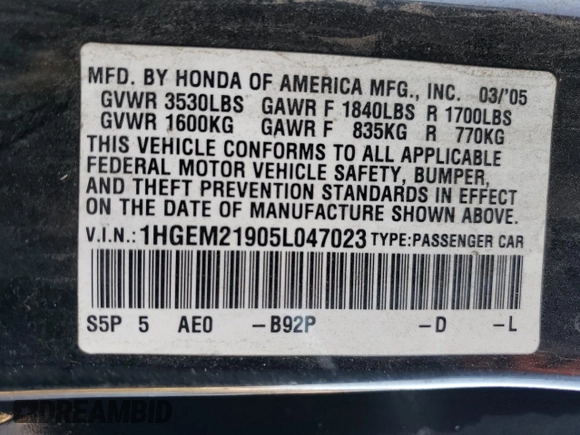 MFD. BY HONDA OF AMERICA MFG., INC. 03/'05
GVWR 3530LBS GAWR F 1840LBS R 1700LBS
GVWR 1600KG GAWR F 835KG R 770KG
THIS VEHICLE CONFORMS TO ALL APPLICABLE
FEDERAL MOTOR VEHICLE SAFETY, BUMPER,
AND THEFT PREVENTION STANDARDS IN EFFECT
ON THE DATE OF MANUFACTURE SHOWN ABOVE.
V.I.N.: 1HGEM21905L047023 TYPE: PASSENGER CAR
S5P 5 AE0 -B92P -D -L
DREAMBID